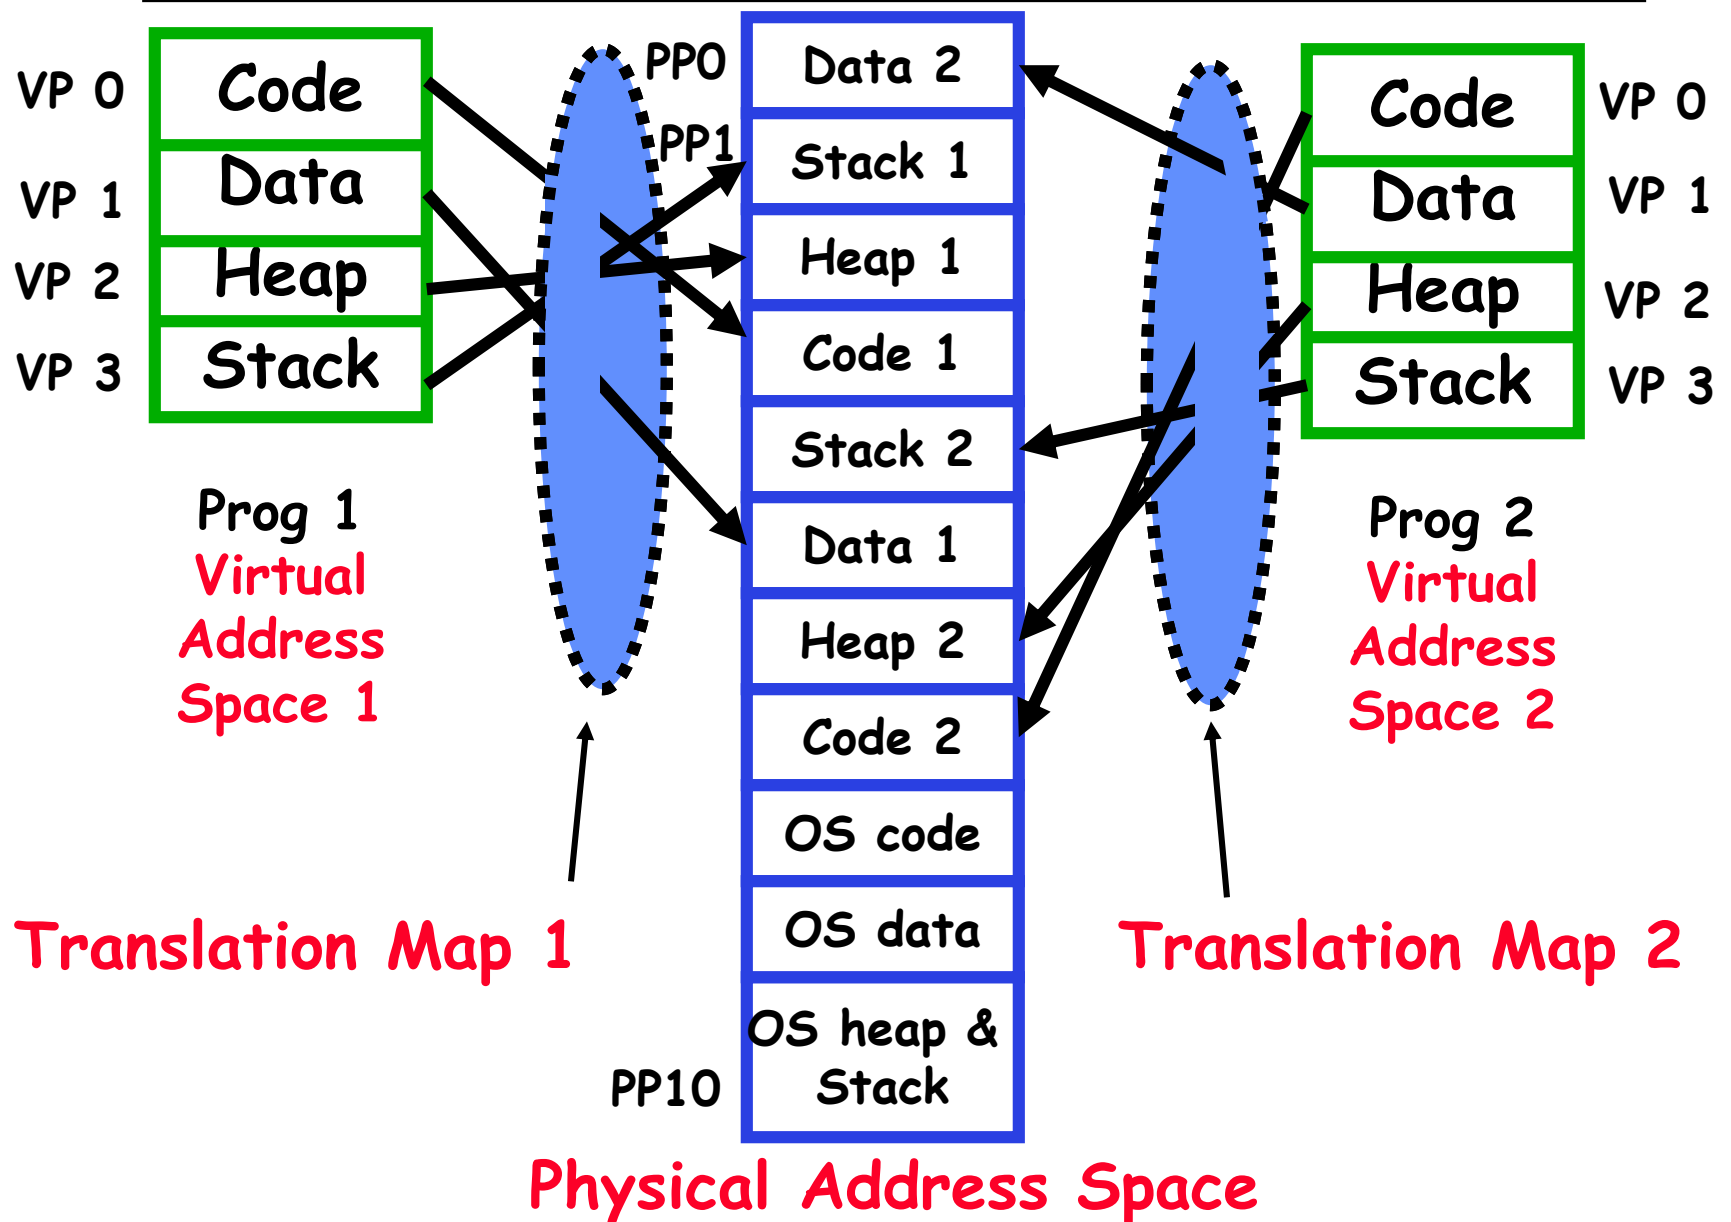 VP 0
Code
VP 1
Data
VP 2
Heap
VP 3
Stack
Prog 1
Virtual
Address
Space 1
Translation Map 1
PP0
Data 2
PP1
Stack 1
Heap 1
Code 1
Stack 2
Data 1
Heap 2
Code 2
OS code
OS data
OS heap &
Stack
PP10
Physical Address Space
Code
VP 0
Data
VP 1
Heap
VP 2
Stack
VP 3
Prog 2
Virtual
Address
Space 2
Translation Map 2